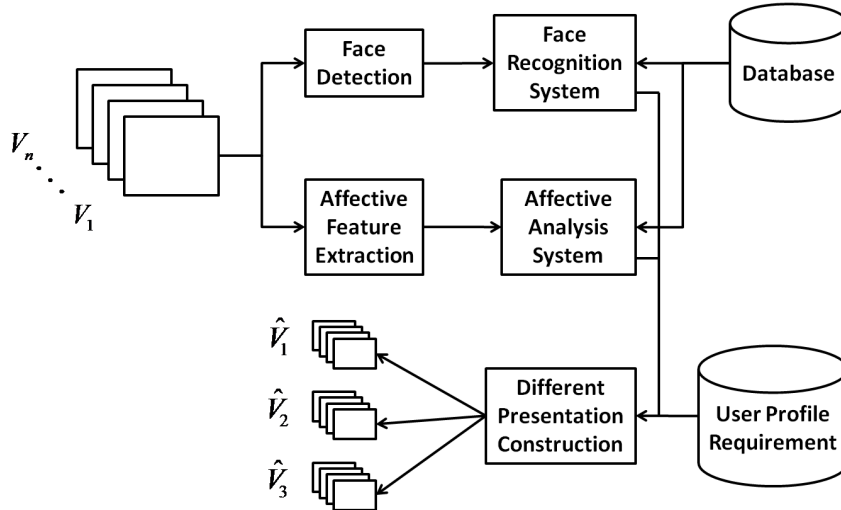 Face
Detection
Face
Recognition
System
Database
Vn
V1
Affective
Feature
Extraction
Affective
Analysis
System
V̂1
V̂2
V̂3
Different
Presentation
Construction
User Profile
Requirement